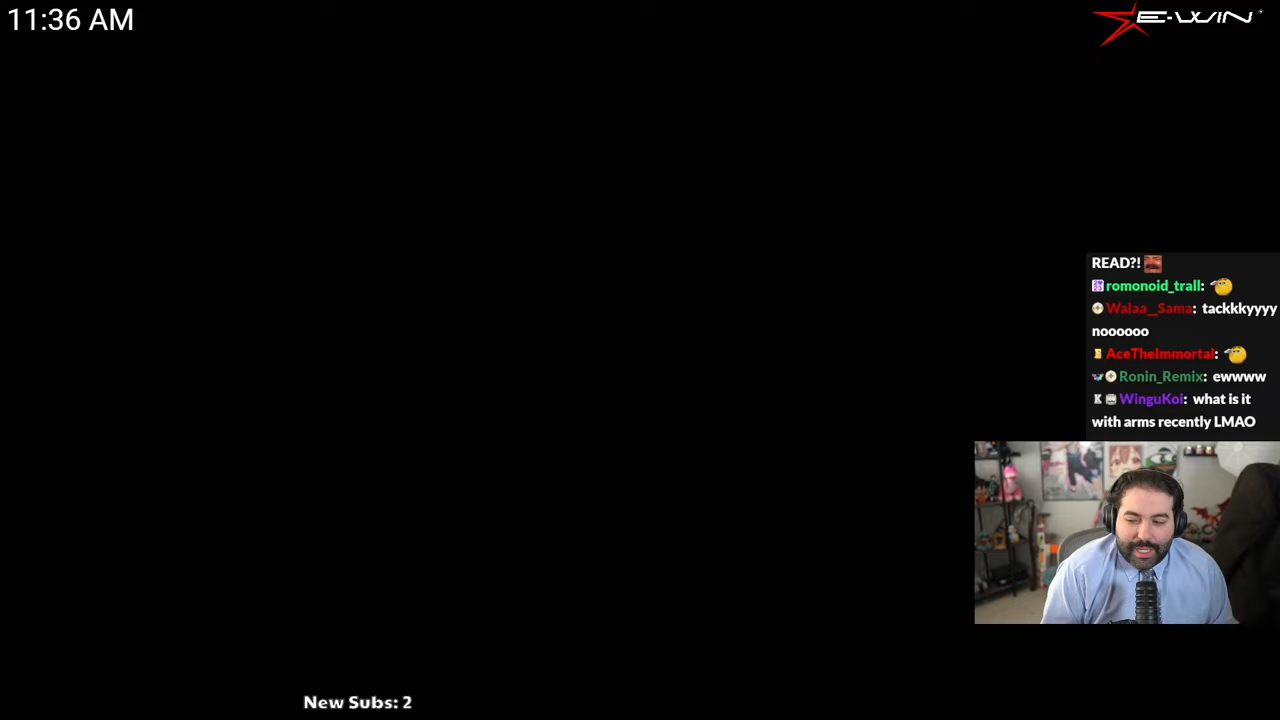 11:36 AM
E-WIN
READ?!
romonoid_trall:
Walaa__Sama: tackkkyyyy
noooooo
AceTheImmortal:
Ronin_Remix: ewwww
WinguKoi: what is it
with arms recently LMAO
New Subs: 2